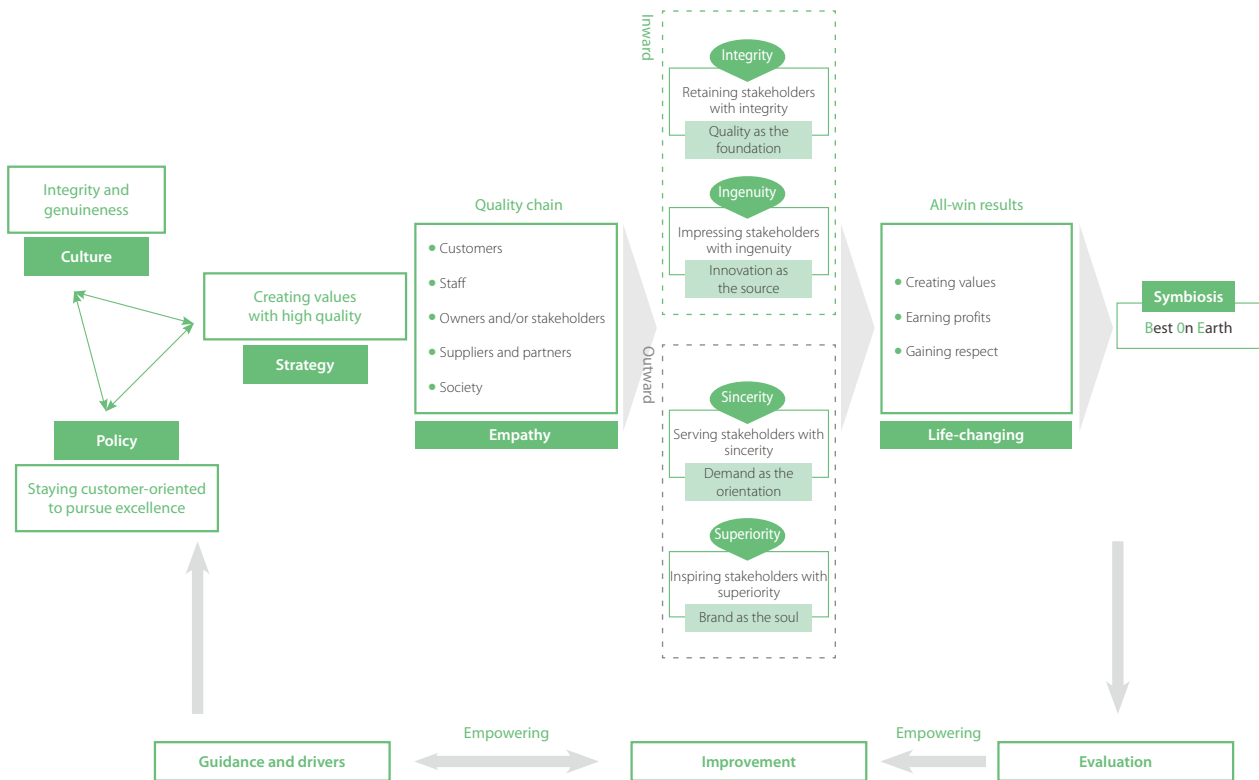 Integrity and
genuineness
Culture
Creating values
with high quality
Strategy
Policy
Staying customer-oriented
to pursue excellence
Quality chain
Customers
Staff
Owners and/or stakeholders
Suppliers and partners
Society
Empathy
Inward
Integrity
Retaining stakeholders
with integrity
Quality as the
foundation
Ingenuity
Impressing stakeholders
with ingenuity
Innovation as
the source
Outward
Sincerity
Serving stakeholders with
sincerity
Demand as the
orientation
Superiority
Inspiring stakeholders with
superiority
Brand as the soul
All-win results
Creating values
Earning profits
Gaining respect
Life-changing
Symbiosis
Best 0n Earth
Guidance and drivers
Empowering
Improvement
Empowering
Evaluation